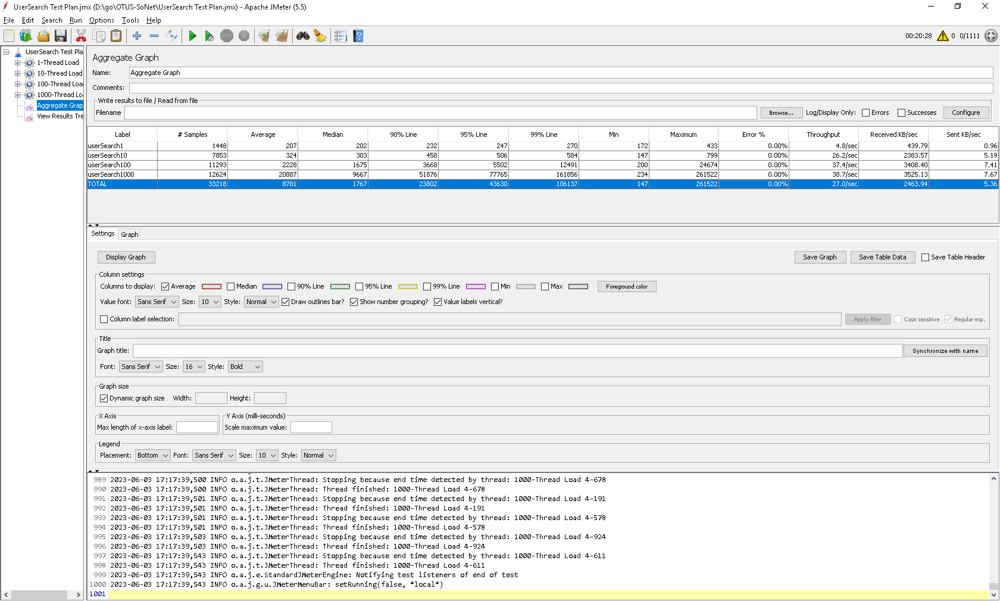 UserSearch Test Plan.jmx (D:\go\OTUS-SoNet\UserSearch Test Plan.jmx) - Apache JMeter (5.5)
File Edit Search Run Options Tools Help
STOP 00:20:28 0 0/1111
UserSearch Test Pla
1-Thread Load
10-Thread Load
100-Thread Loa
1000-Thread Lo
Aggregate Grap
View Results Tre
Aggregate Graph
Name: Aggregate Graph
Comments:
Write results to file / Read from file
Filename Browse... Log/Display Only: Errors Successes Configure
Label # Samples Average Median 90% Line 95% Line 99% Line Min Maximum Error % Throughput Received KB/sec Sent KB/sec
userSearch1 1448 207 202 232 247 270 172 433 0.00% 4.8/sec 439.79 0.96
userSearch10 7853 324 303 458 506 584 147 799 0.00% 26.2/sec 2383.57 5.19
userSearch100 11293 2228 1675 3668 5502 12491 200 24674 0.00% 37.4/sec 3408.40 7.41
userSearch1000 12624 20887 9667 51876 77765 161856 234 261522 0.00% 38.7/sec 3525.13 7.67
TOTAL 33218 8781 1767 23802 43630 106137 147 261522 0.00% 27.0/sec 2463.94 5.36
Settings Graph
Display Graph Save Graph Save Table Data Save Table Header
Column settings
Columns to display: Average Median 90% Line 95% Line 99% Line Min Max Foreground color
Value font: Sans Serif Size: 10 Style: Normal Draw outlines bar? Show number grouping? Value labels vertical?
Column label selection: Apply filter Case sensitive Regular exp.
Title
Graph title: Synchronize with name
Font: Sans Serif Size: 16 Style: Bold
Graph size
Dynamic graph size Width: Height:
X Axis Y Axis (milli-seconds)
Max length of x-axis label: Scale maximum value:
Legend
Placement: Bottom Font: Sans Serif Size: 10 Style: Normal
989 2023-06-03 17:17:39,500 INFO o.a.j.t.JMeterThread: Stopping because end time detected by thread: 1000-Thread Load 4-678
990 2023-06-03 17:17:39,500 INFO o.a.j.t.JMeterThread: Thread finished: 1000-Thread Load 4-678
991 2023-06-03 17:17:39,501 INFO o.a.j.t.JMeterThread: Stopping because end time detected by thread: 1000-Thread Load 4-191
992 2023-06-03 17:17:39,501 INFO o.a.j.t.JMeterThread: Thread finished: 1000-Thread Load 4-191
993 2023-06-03 17:17:39,501 INFO o.a.j.t.JMeterThread: Stopping because end time detected by thread: 1000-Thread Load 4-578
994 2023-06-03 17:17:39,501 INFO o.a.j.t.JMeterThread: Thread finished: 1000-Thread Load 4-578
995 2023-06-03 17:17:39,503 INFO o.a.j.t.JMeterThread: Stopping because end time detected by thread: 1000-Thread Load 4-924
996 2023-06-03 17:17:39,503 INFO o.a.j.t.JMeterThread: Thread finished: 1000-Thread Load 4-924
997 2023-06-03 17:17:39,543 INFO o.a.j.t.JMeterThread: Stopping because end time detected by thread: 1000-Thread Load 4-611
998 2023-06-03 17:17:39,543 INFO o.a.j.t.JMeterThread: Thread finished: 1000-Thread Load 4-611
999 2023-06-03 17:17:39,543 INFO o.a.j.e.StandardJMeterEngine: Notifying test listeners of end of test
1000 2023-06-03 17:17:39,543 INFO o.a.j.g.u.JMeterMenuBar: setRunning(false, *local*)
1001